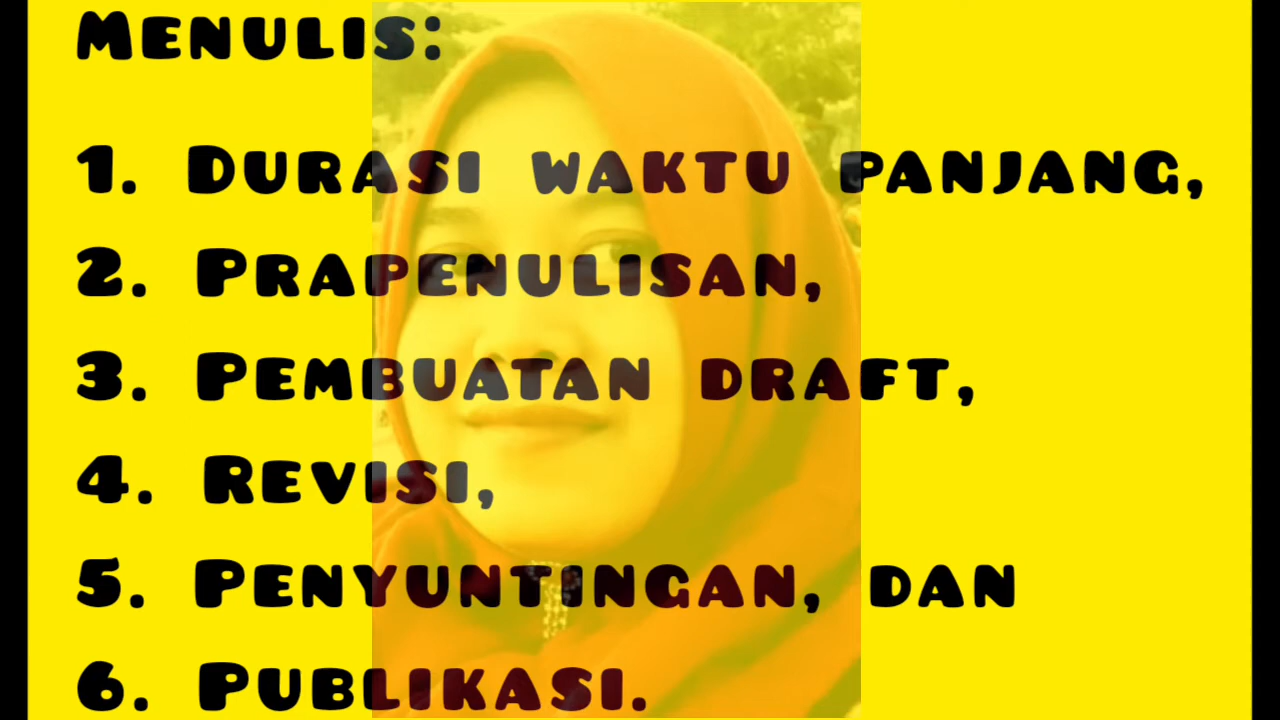 Menulis:
1. Durasi waktu panjang,
2. Prapenulisan,
3. Pembuatan draft,
4. Revisi,
5. Penyuntingan, dan
6. Publikasi.